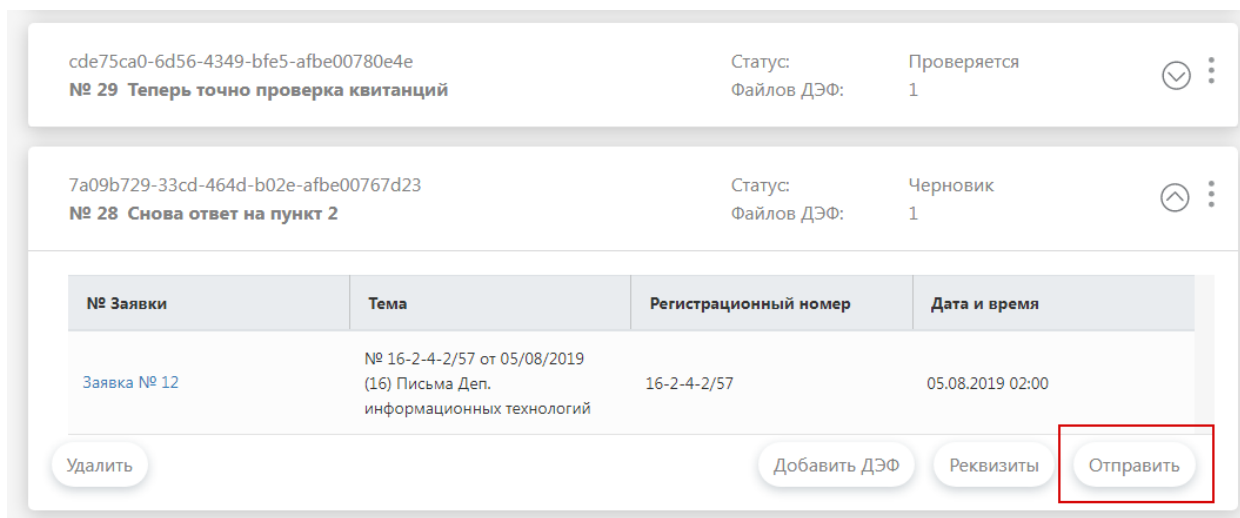 cde75ca0-6d56-4349-bfe5-afbe00780e4e Статус: Проверяется
№ 29 Теперь точно проверка квитанций Файлов ДЭФ: 1
7a09b729-33cd-464d-b02e-afbe00767d23 Статус: Черновик
№ 28 Снова ответ на пункт 2 Файлов ДЭФ: 1
№ Заявки Тема Регистрационный номер Дата и время
№ 16-2-4-2/57 от 05/08/2019
Заявка № 12 (16) Письма Деп. 16-2-4-2/57 05.08.2019 02:00
информационных технологий
Удалить Добавить ДЭФ Реквизиты Отправить